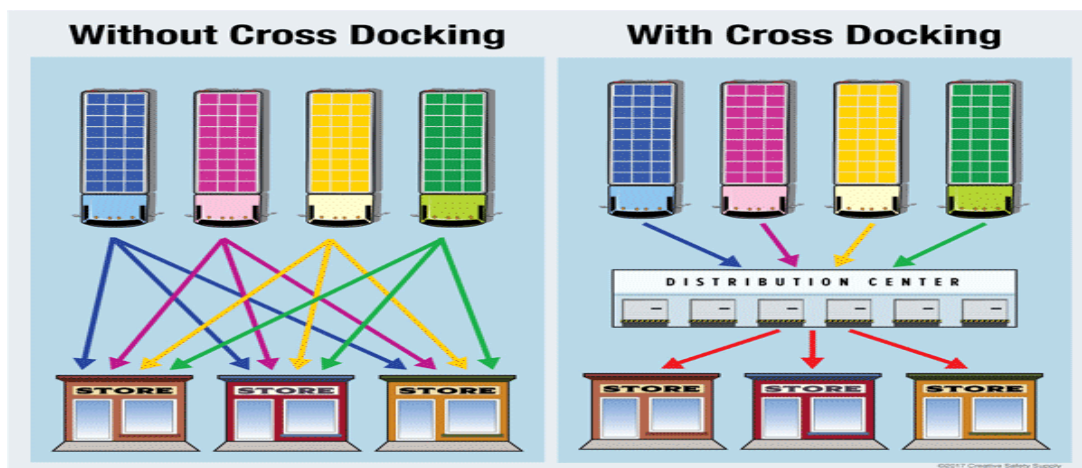 Without Cross Docking
With Cross Docking
DISTRIBUTION CENTER
STORE
STORE
STORE
STORE
STORE
STORE
©2017 Creative Safety Supply